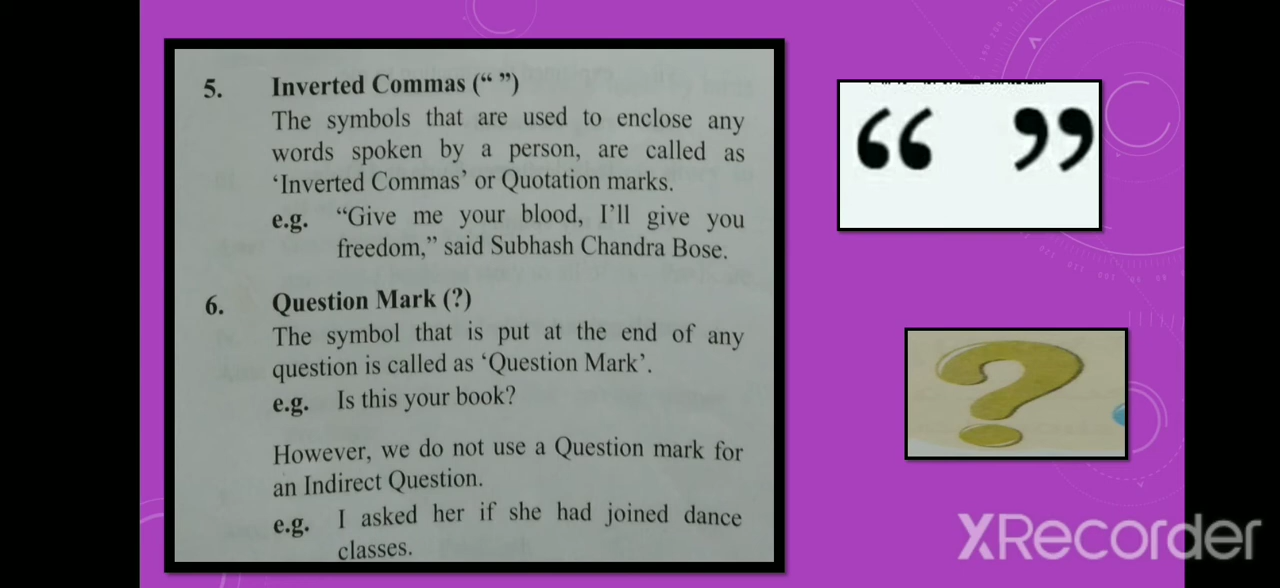 5. Inverted Commas (“ ”)
The symbols that are used to enclose any
words spoken by a person, are called as
‘Inverted Commas’ or Quotation marks.
e.g. “Give me your blood, I’ll give you
freedom,” said Subhash Chandra Bose.
6. Question Mark (?)
The symbol that is put at the end of any
question is called as ‘Question Mark’.
e.g. Is this your book?
However, we do not use a Question mark for
an Indirect Question.
e.g. I asked her if she had joined dance
classes.
“ ”
?
XRecorder